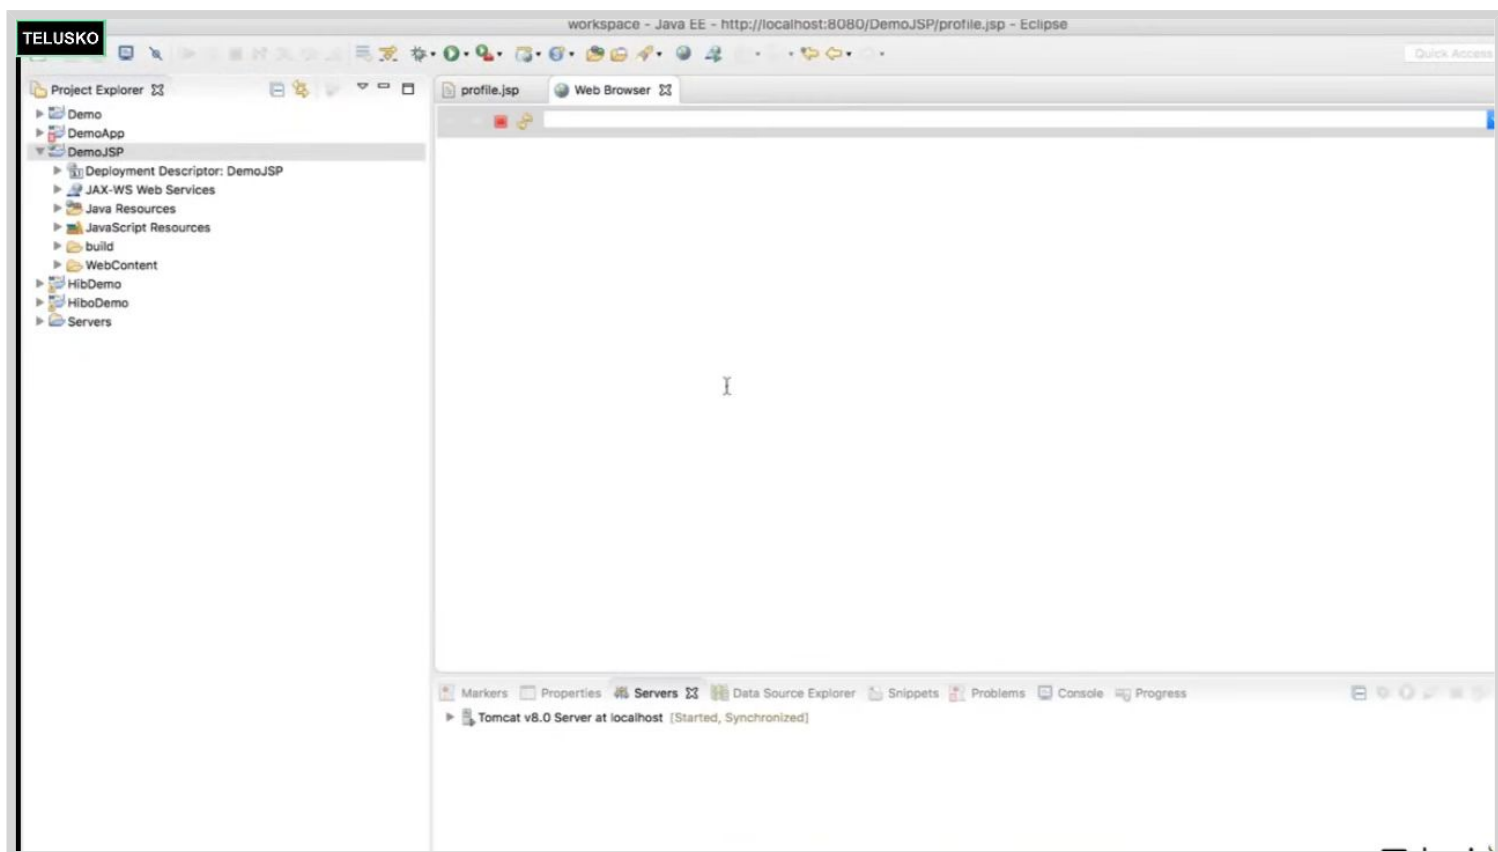 TELUSKO
workspace - Java EE - http://localhost:8080/DemoJSP/profile.jsp - Eclipse
Quick Access
Project Explorer
profile.jsp
Web Browser
Demo
DemoApp
DemoJSP
Deployment Descriptor: DemoJSP
JAX-WS Web Services
Java Resources
JavaScript Resources
build
WebContent
HibDemo
HiboDemo
Servers
Markers Properties Servers Data Source Explorer Snippets Problems Console Progress
Tomcat v8.0 Server at localhost [Started, Synchronized]